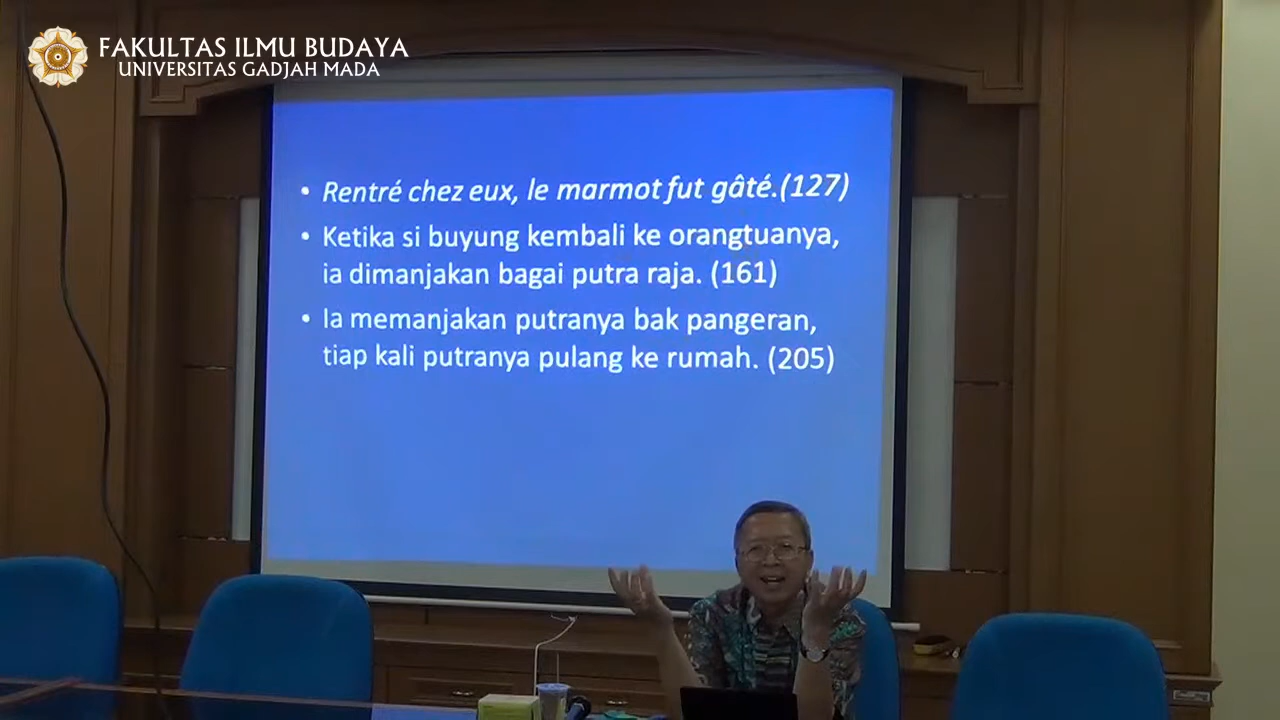 FAKULTAS ILMU BUDAYA
UNIVERSITAS GADJAH MADA
• Rentré chez eux, le marmot fut gâté.(127)
• Ketika si buyung kembali ke orangtuanya,
ia dimanjakan bagai putra raja. (161)
• Ia memanjakan putranya bak pangeran,
tiap kali putranya pulang ke rumah. (205)